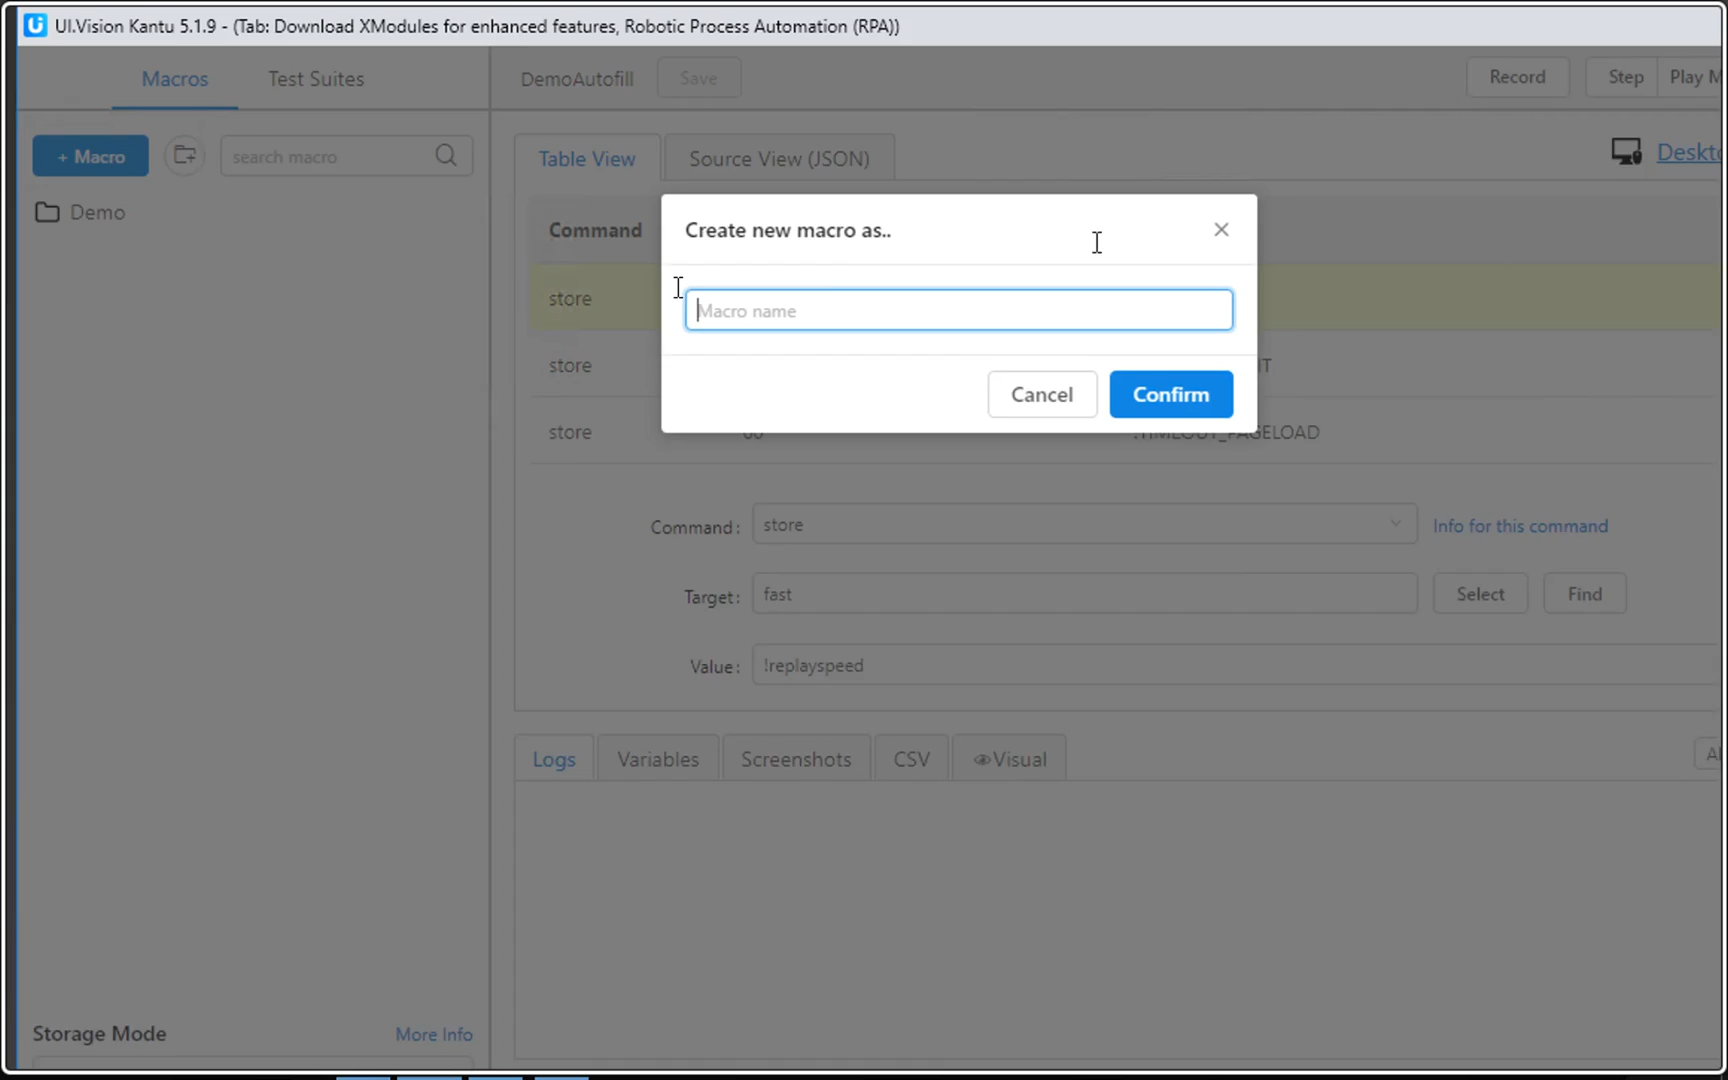 UI.Vision Kantu 5.1.9 - (Tab: Download XModules for enhanced features, Robotic Process Automation (RPA))
Macros Test Suites DemoAutofill Save Record Step Play M
+ Macro search macro Table View Source View (JSON) Deskto
Demo
Command Create new macro as..
store
Macro name
store
Cancel Confirm
store !TIMEOUT_PAGELOAD
Command: store Info for this command
Target: fast Select Find
Value: !replayspeed
Logs Variables Screenshots CSV Visual
Storage Mode More Info